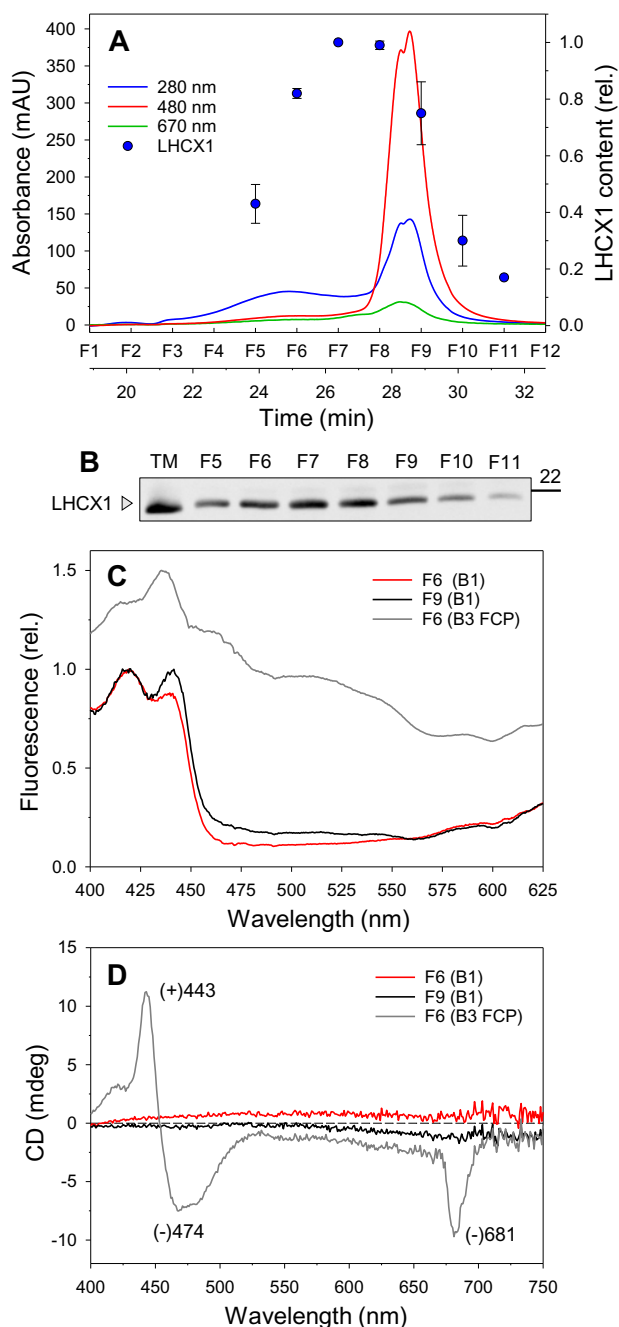 A
Absorbance (mAU)
400
350
300
250
200
150
100
50
0
280 nm
480 nm
670 nm
LHCX1
1.0
0.8
0.6
0.4
0.2
0.0
LHCX1 content (rel.)
F1 F2 F3 F4 F5 F6 F7 F8 F9 F10 F11 F12
20 22 24 26 28 30 32
Time (min)
B
TM F5 F6 F7 F8 F9 F10 F11
22
LHCX1
C
Fluorescence (rel.)
1.5
1.0
0.5
0.0
F6 (B1)
F9 (B1)
F6 (B3 FCP)
400 425 450 475 500 525 550 575 600 625
Wavelength (nm)
D
CD (mdeg)
15
10
5
0
-5
-10
(+)443
F6 (B1)
F9 (B1)
F6 (B3 FCP)
(-)474
(-)681
400 450 500 550 600 650 700 750
Wavelength (nm)